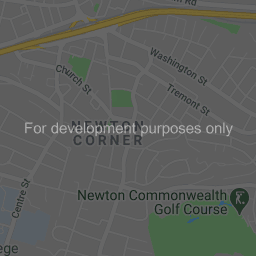 Rd
Washington St
Church St
Tremont St
For development purposes only
NEWTON
CORNER
Centre St
Newton Commonwealth
Golf Course
ege